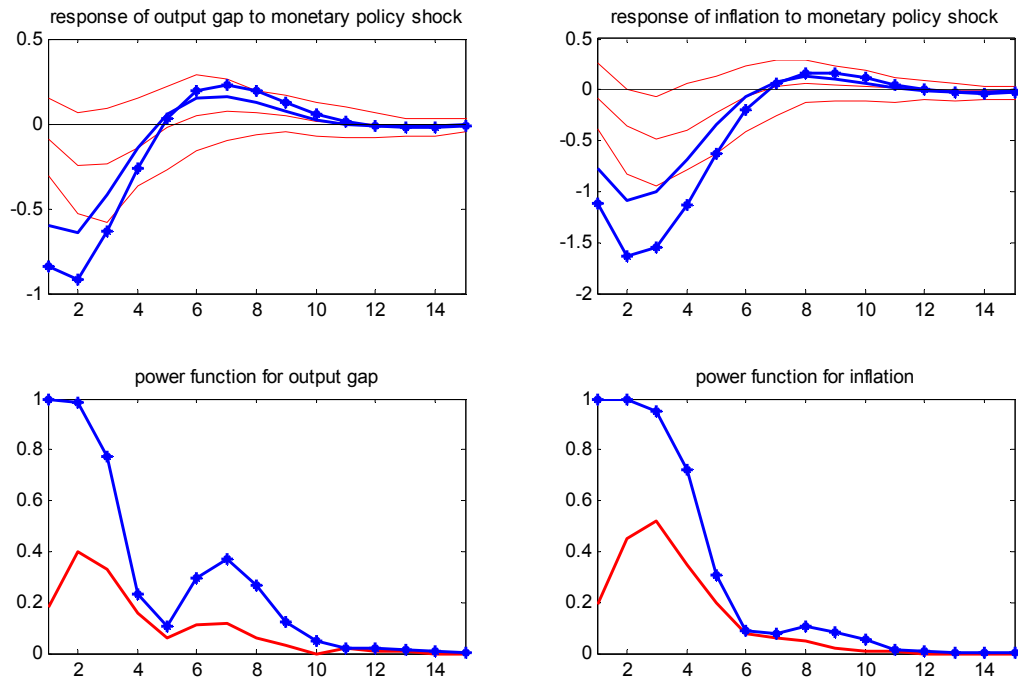 response of output gap to monetary policy shock
0.5
0
-0.5
-1
2 4 6 8 10 12 14
response of inflation to monetary policy shock
0.5
0
-0.5
-1
-1.5
-2
2 4 6 8 10 12 14
power function for output gap
1
0.8
0.6
0.4
0.2
0
2 4 6 8 10 12 14
power function for inflation
1
0.8
0.6
0.4
0.2
0
2 4 6 8 10 12 14